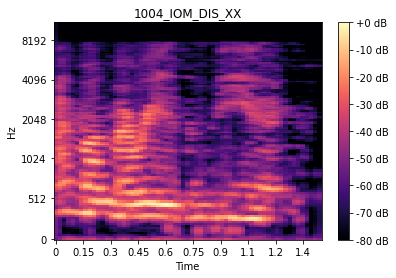 1004_IOM_DIS_XX
Hz
8192
4096
2048
1024
512
0
0 0.15 0.3 0.45 0.6 0.75 0.9 1.1 1.2 1.4
Time
+0 dB
-10 dB
-20 dB
-30 dB
-40 dB
-50 dB
-60 dB
-70 dB
-80 dB